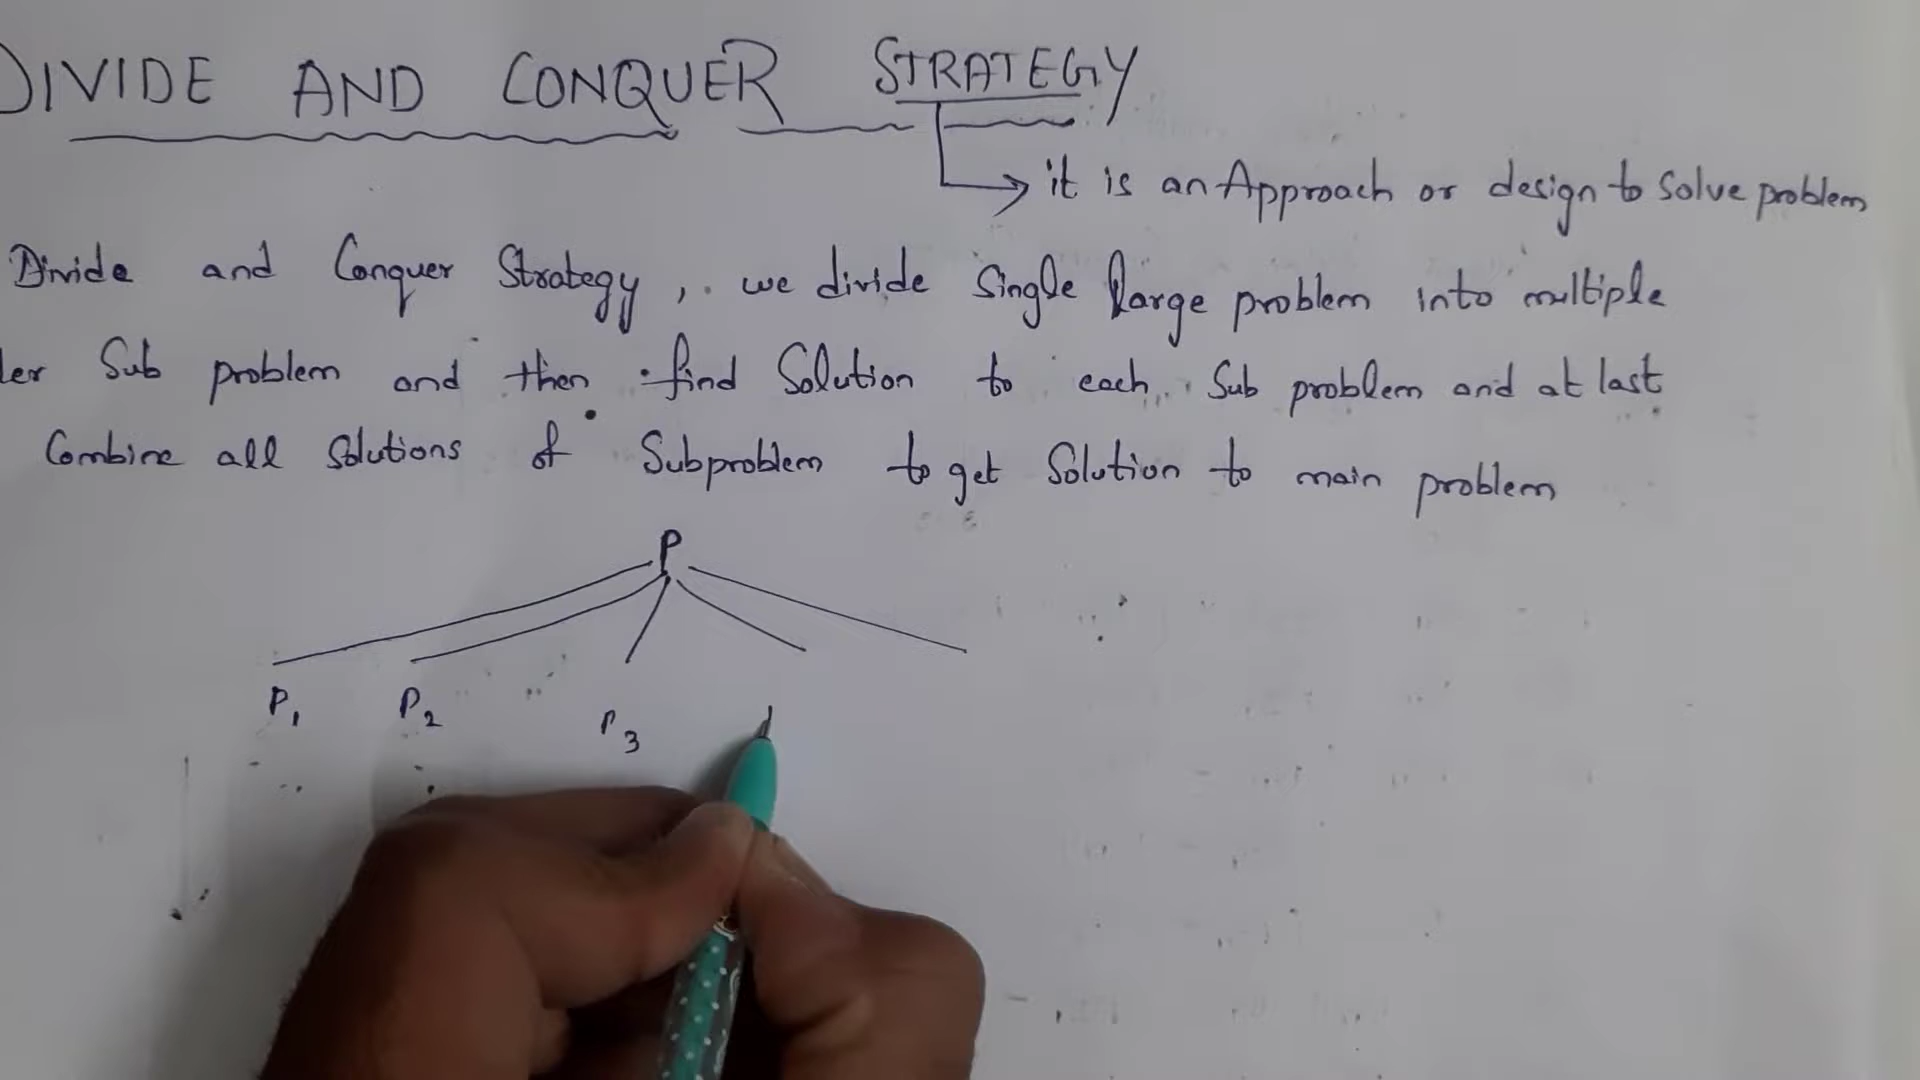 DIVIDE AND CONQUER STRATEGY
it is an Approach or design to Solve problem
Divide and Conquer Strategy, we divide Single large problem into multiple
ler Sub problem and then find Solution to each Sub problem and at last
Combine all Solutions of Subproblem to get Solution to main problem
P
P1 P2 P3